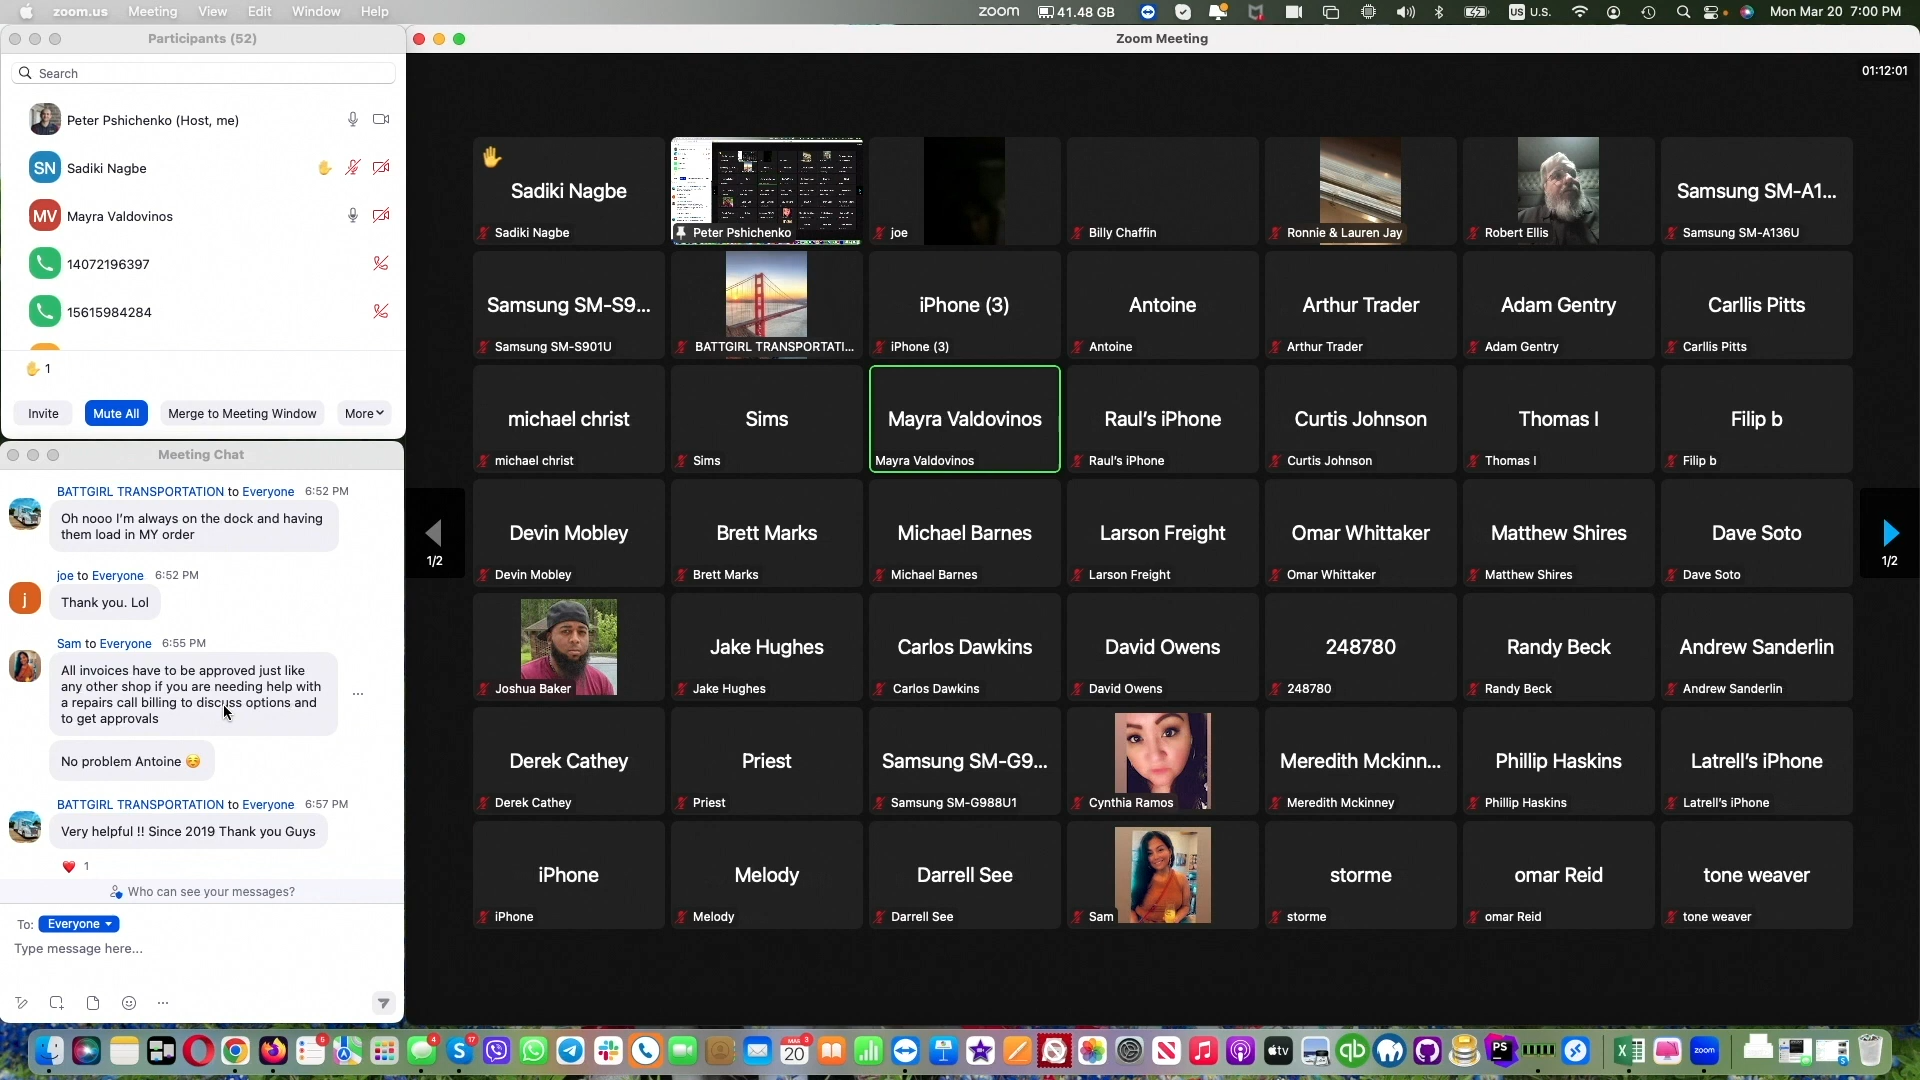 zoom.us Meeting View Edit Window Help
zoom 41.48 GB US U.S. Mon Mar 20 7:00 PM
Participants (52)
Zoom Meeting
01:12:01
Search
Peter Pshichenko (Host, me)
SN Sadiki Nagbe
MV Mayra Valdovinos
14072196397
15615984284
1
Invite Mute All Merge to Meeting Window More
Meeting Chat
BATTGIRL TRANSPORTATION to Everyone 6:52 PM
Oh nooo I'm always on the dock and having
them load in MY order
joe to Everyone 6:52 PM
j
Thank you. Lol
Sam to Everyone 6:55 PM
All invoices have to be approved just like
any other shop if you are needing help with
a repairs call billing to discuss options and
to get approvals
...
No problem Antoine
BATTGIRL TRANSPORTATION to Everyone 6:57 PM
Very helpful !! Since 2019 Thank you Guys
1
Who can see your messages?
To: Everyone
Type message here...
Sadiki Nagbe Samsung SM-A1...
Sadiki Nagbe Peter Pshichenko joe Billy Chaffin Ronnie & Lauren Jay Robert Ellis Samsung SM-A136U
Samsung SM-S9... iPhone (3) Antoine Arthur Trader Adam Gentry Carllis Pitts
Samsung SM-S901U BATTGIRL TRANSPORTATI... iPhone (3) Antoine Arthur Trader Adam Gentry Carllis Pitts
michael christ Sims Mayra Valdovinos Raul's iPhone Curtis Johnson Thomas I Filip b
michael christ Sims Mayra Valdovinos Raul's iPhone Curtis Johnson Thomas I Filip b
Devin Mobley Brett Marks Michael Barnes Larson Freight Omar Whittaker Matthew Shires Dave Soto
1/2 1/2
Devin Mobley Brett Marks Michael Barnes Larson Freight Omar Whittaker Matthew Shires Dave Soto
Jake Hughes Carlos Dawkins David Owens 248780 Randy Beck Andrew Sanderlin
Joshua Baker Jake Hughes Carlos Dawkins David Owens 248780 Randy Beck Andrew Sanderlin
Derek Cathey Priest Samsung SM-G9... Meredith Mckinn... Phillip Haskins Latrell's iPhone
Derek Cathey Priest Samsung SM-G988U1 Cynthia Ramos Meredith Mckinney Phillip Haskins Latrell's iPhone
iPhone Melody Darrell See storme omar Reid tone weaver
iPhone Melody Darrell See Sam storme omar Reid tone weaver
5 4 17 MAR 20 3 tv qb PS zoom